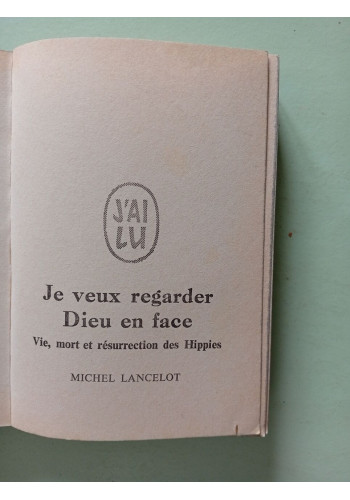 J'AI
LU
Je veux regarder
Dieu en face
Vie, mort et résurrection des Hippies
MICHEL LANCELOT